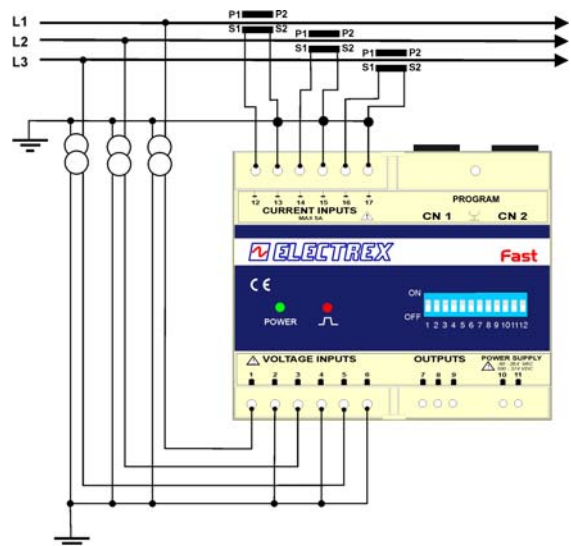 L1
P1 P2
S1 S2
L2
P1 P2
S1 S2
L3
P1 P2
S1 S2
12 13 14 15 16 17
CURRENT INPUTS
MAX 5A
PROGRAM
CN 1 CN 2
ELECTREX
Fast
CE
POWER
ON
OFF
1 2 3 4 5 6 7 8 9 10 11 12
VOLTAGE INPUTS
1 2 3 4 5 6
OUTPUTS
7 8 9
POWER SUPPLY
10 11